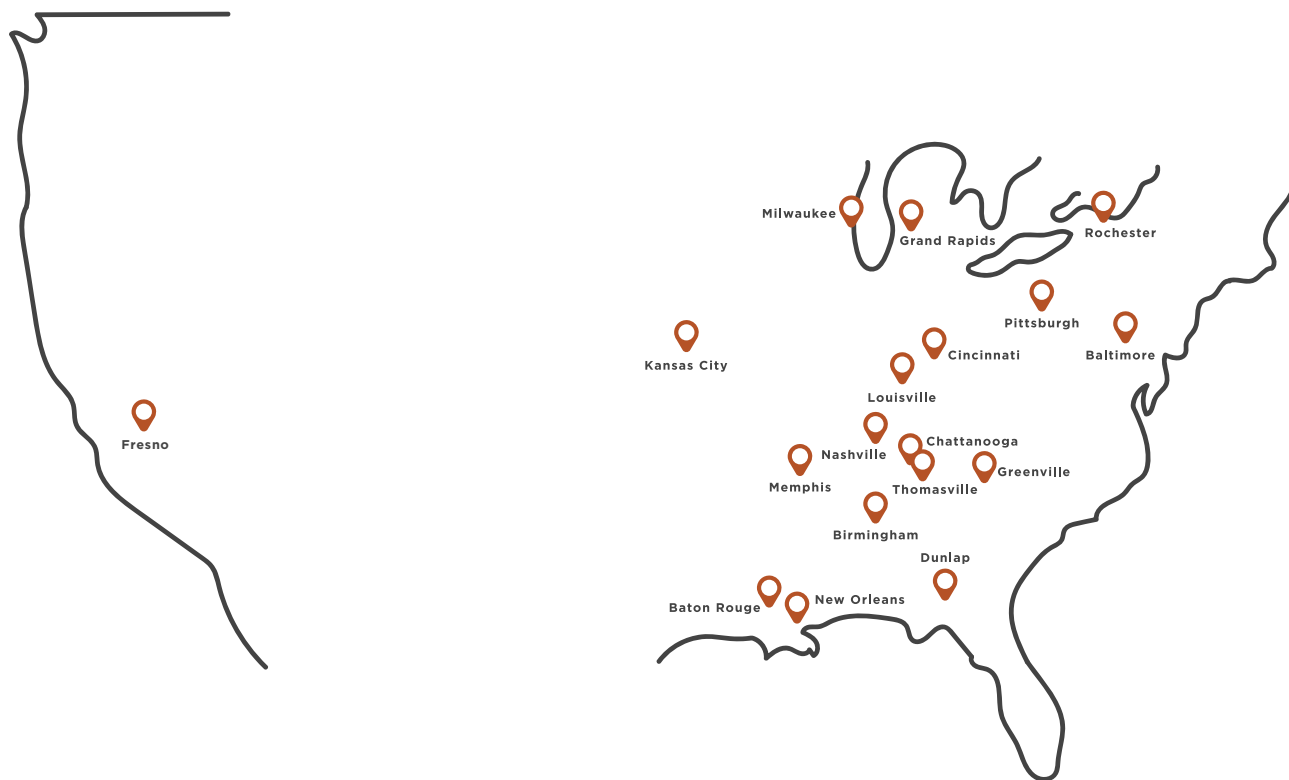 Milwaukee
Grand Rapids
Rochester
Pittsburgh
Baltimore
Kansas City
Cincinnati
Louisville
Fresno
Chattanooga
Nashville
Greenville
Memphis
Thomasville
Birmingham
Dunlap
New Orleans
Baton Rouge